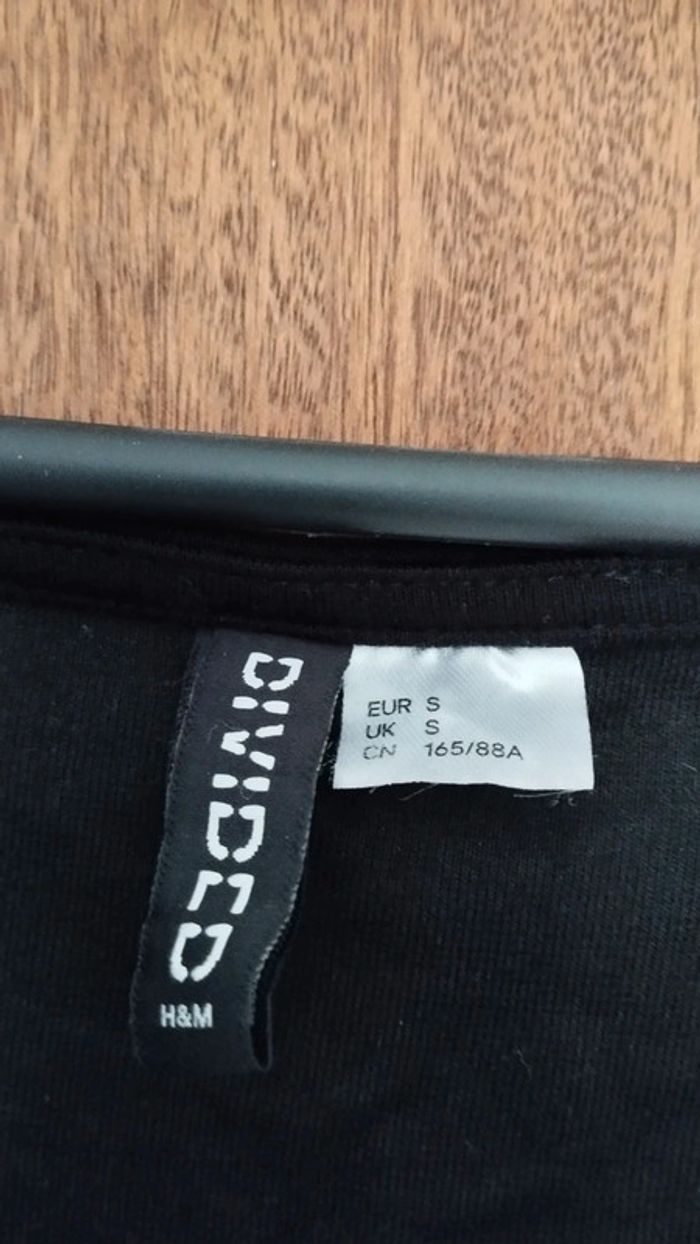 DIVIDED
H&M
EUR S
UK S
CN 165/88A